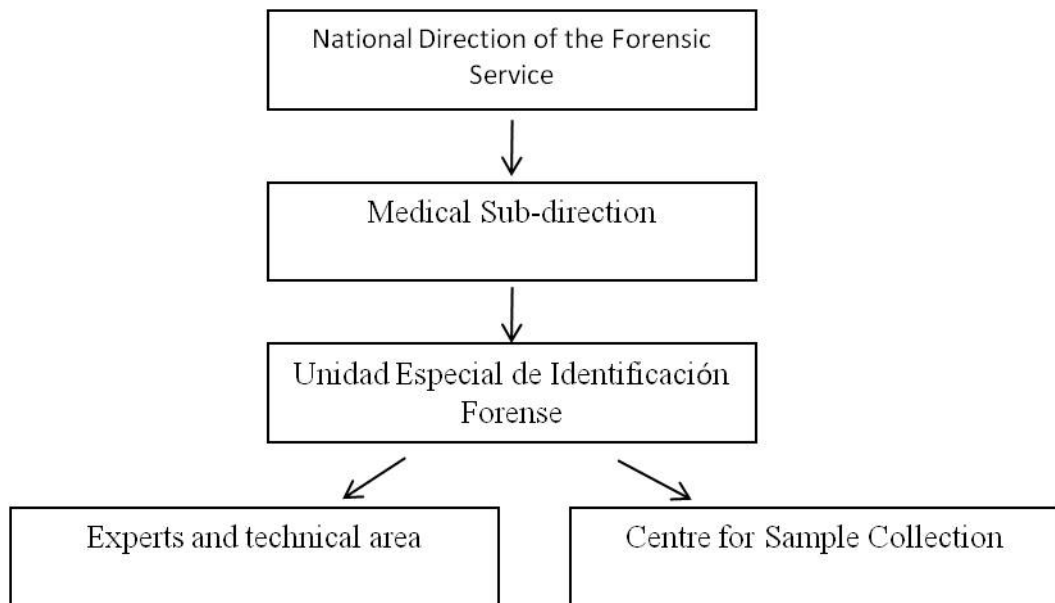 National Direction of the Forensic
Service
Medical Sub-direction
Unidad Especial de Identificación
Forense
Experts and technical area
Centre for Sample Collection